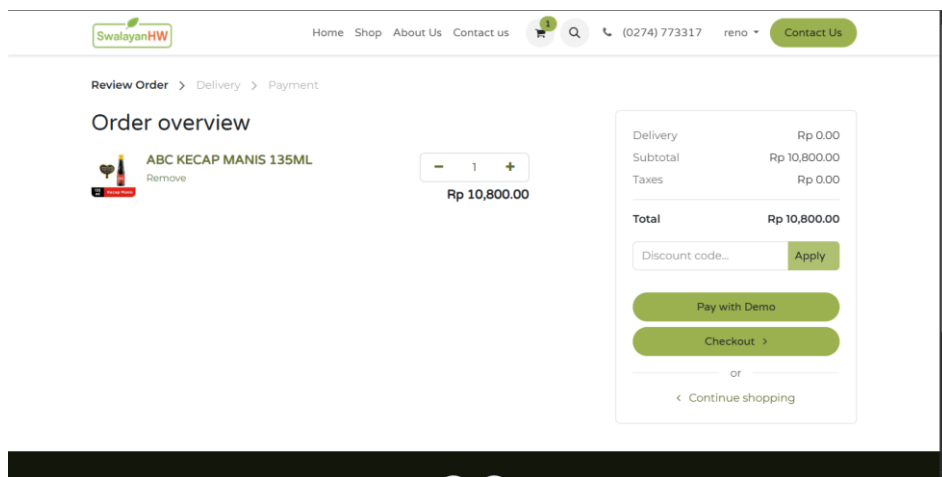 SwalayanHW
Home Shop About Us Contact us 1 (0274) 773317 reno Contact Us
Review Order > Delivery > Payment
Order overview
ABC KECAP MANIS 135ML
Remove
- 1 +
Rp 10,800.00
Kecap Manis
Delivery Rp 0.00
Subtotal Rp 10,800.00
Taxes Rp 0.00
Total Rp 10,800.00
Discount code... Apply
Pay with Demo
Checkout >
or
< Continue shopping